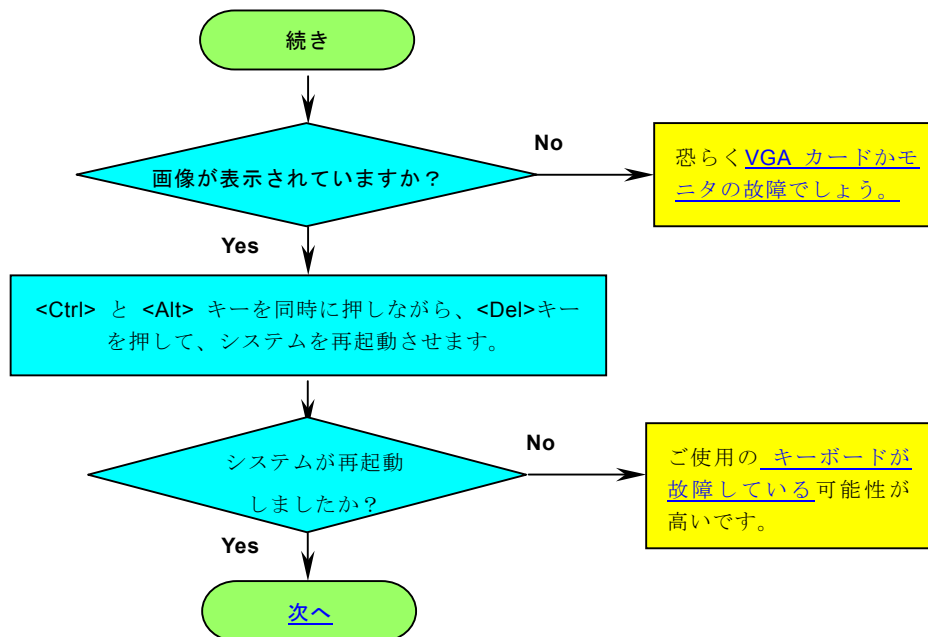 続き
画像が表示されていますか？
No
恐らくVGA カードかモ
ニタの故障でしょう。
Yes
<Ctrl> と <Alt> キーを同時に押しながら、<Del>キー
を押して、システムを再起動させます。
システムが再起動
しましたか？
No
ご使用の キーボードが
故障している可能性が
高いです。
Yes
次へ